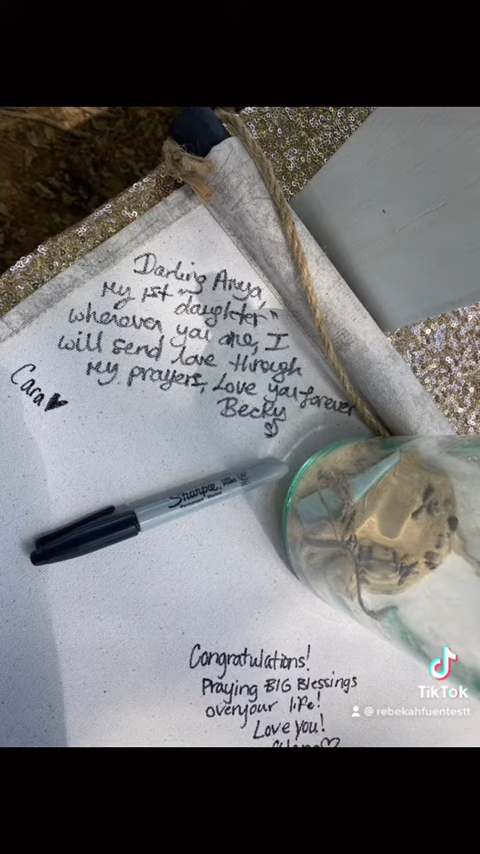 Darling Anya
My 1st "daughter"
wherever you are, I
will send love through
My prayers, Love you forever
Becky
Cara
Sharpie
Congratulations!
Praying BIG Blessings
over your life!
Love you!
TikTok
@ rebekahfuentestt